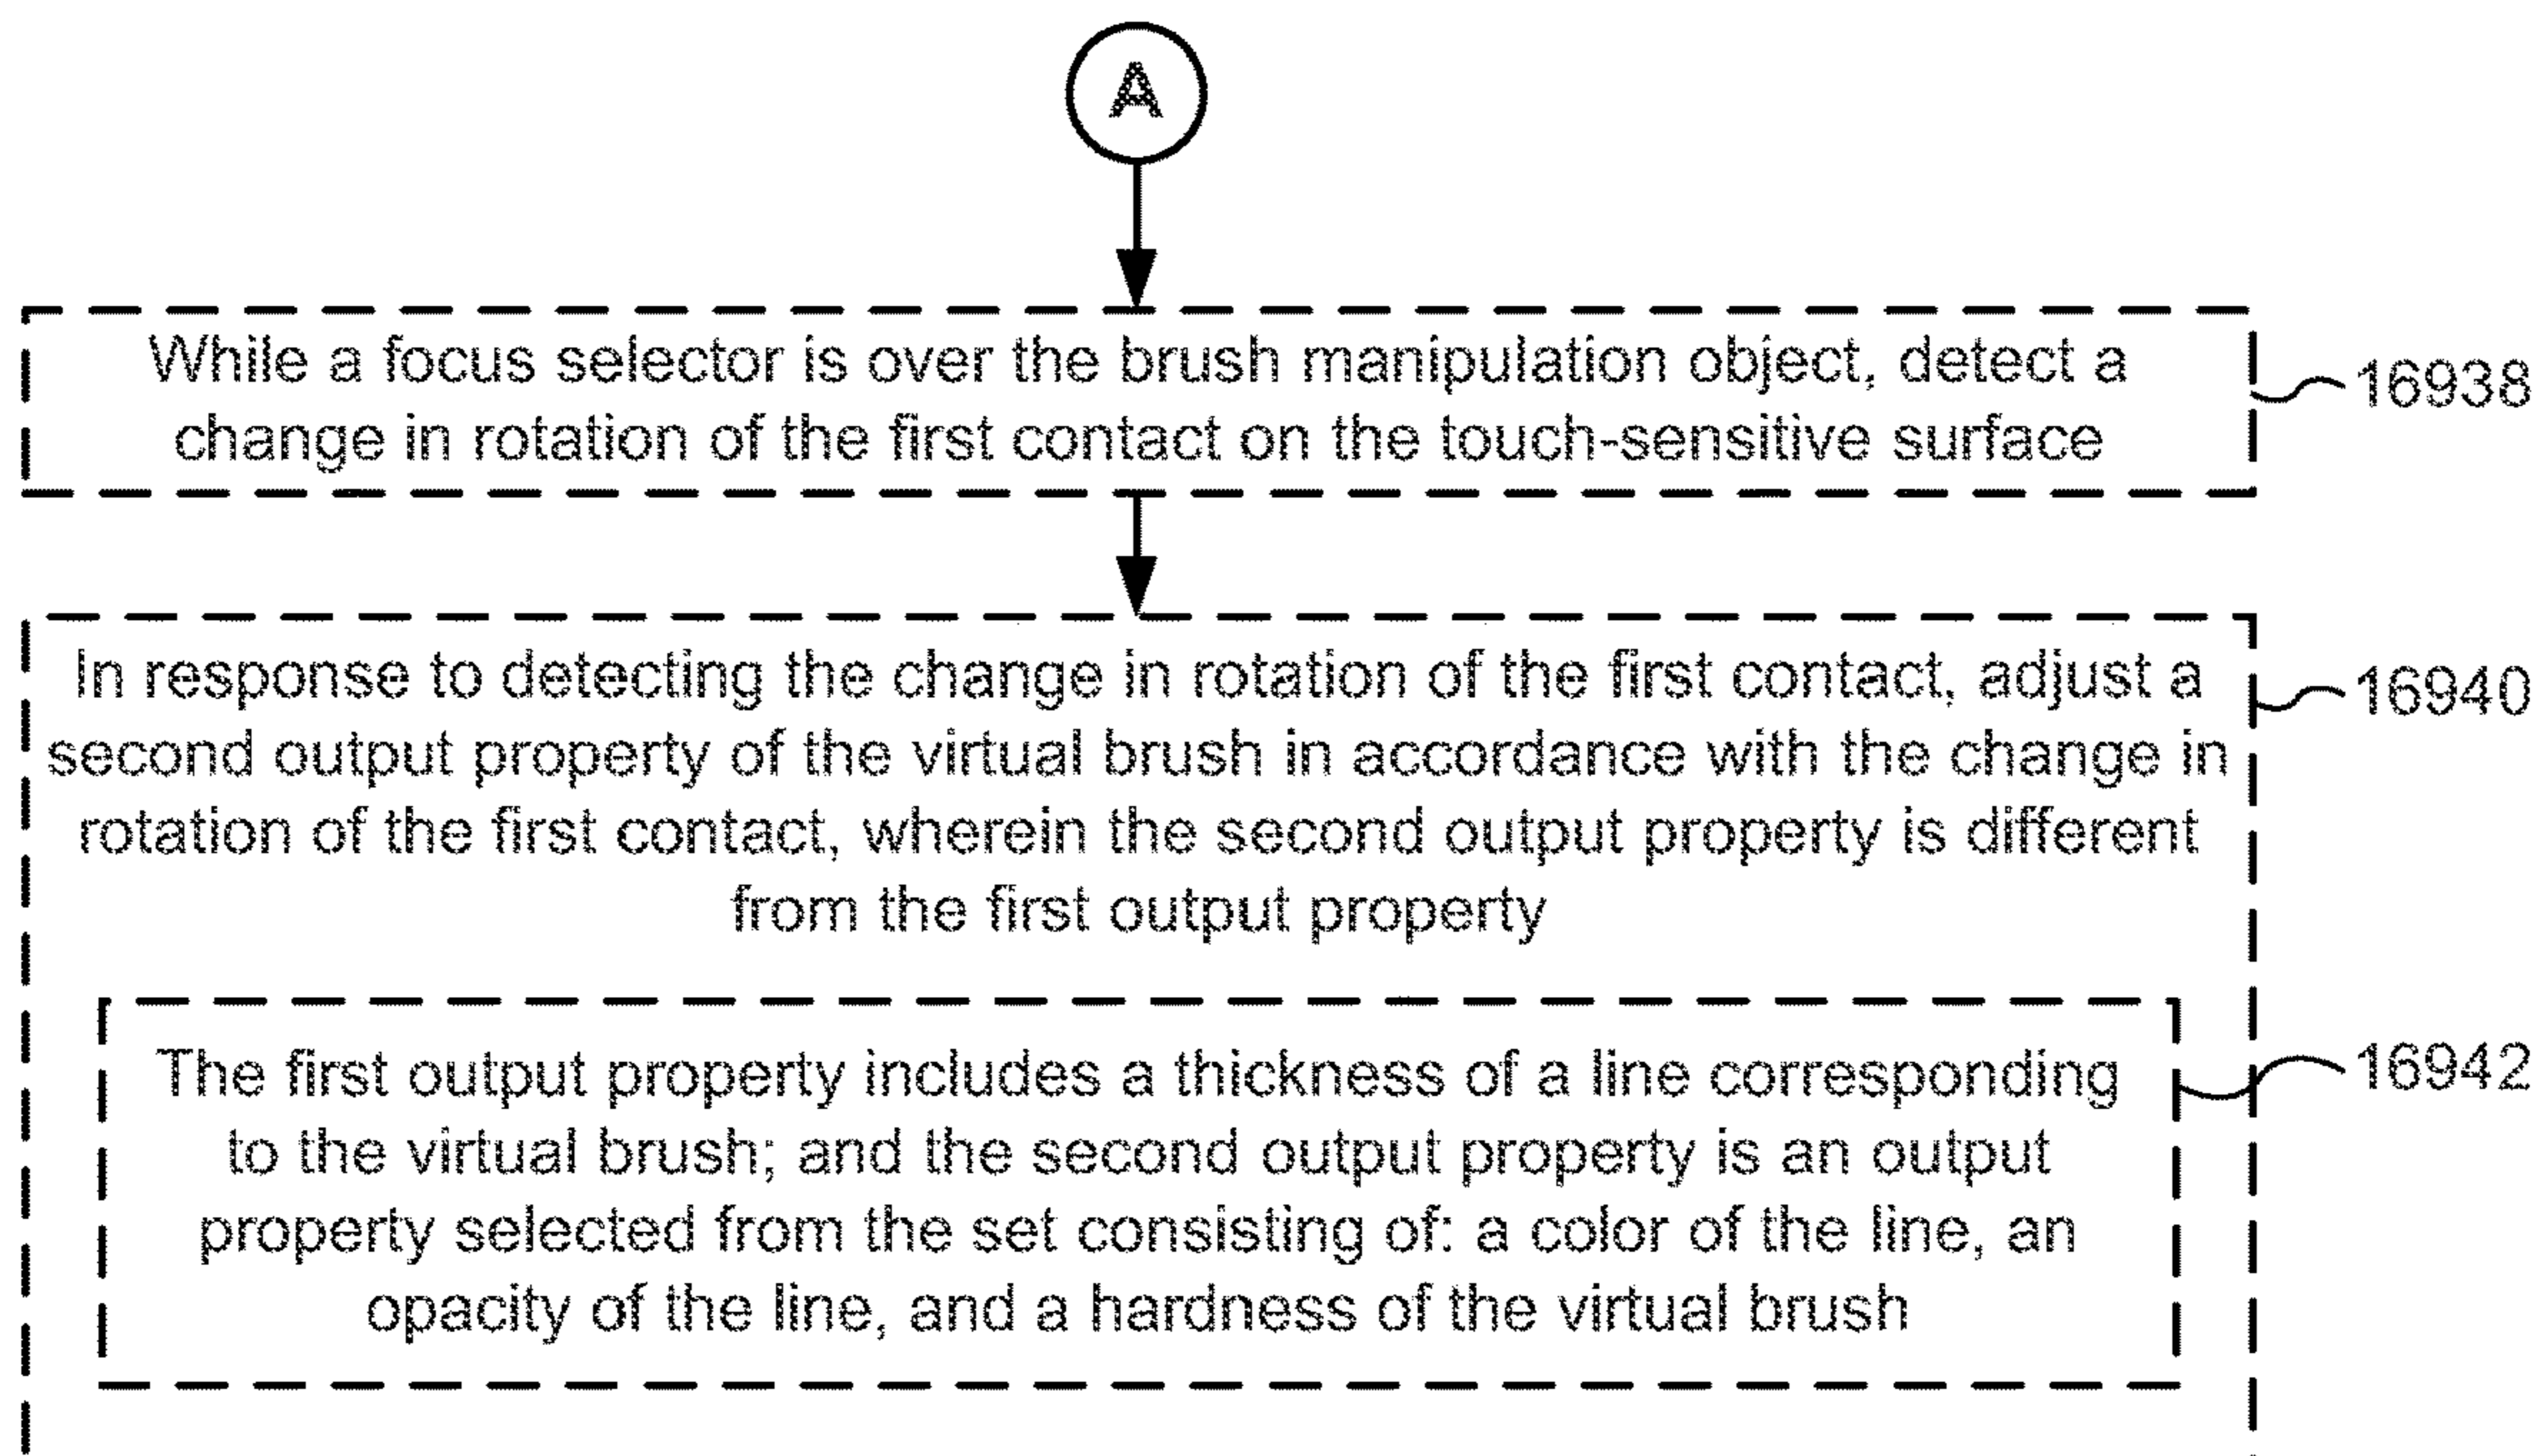 A
While a focus selector is over the brush manipulation object, detect a
change in rotation of the first contact on the touch-sensitive surface
16938
In response to detecting the change in rotation of the first contact, adjust a
second output property of the virtual brush in accordance with the change in
rotation of the first contact, wherein the second output property is different
from the first output property
16940
The first output property includes a thickness of a line corresponding
to the virtual brush; and the second output property is an output
property selected from the set consisting of: a color of the line, an
opacity of the line, and a hardness of the virtual brush
16942